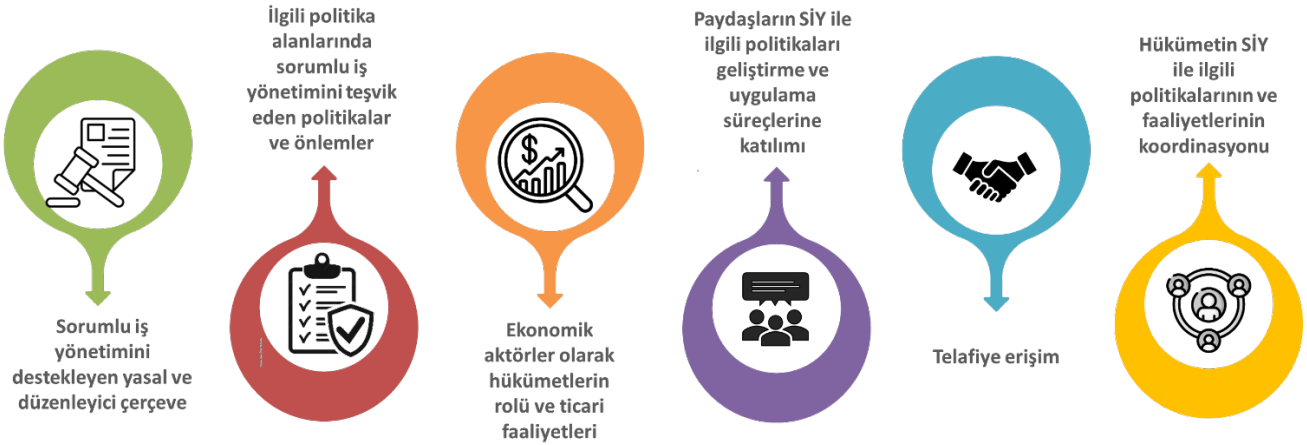 Sorumlu iş
yönetimini
destekleyen yasal ve
düzenleyici çerçeve
İlgili politika
alanlarında
sorumlu iş
yönetimini teşvik
eden politikalar
ve önlemler
Ekonomik
aktörler olarak
hükümetlerin
rolü ve ticari
faaliyetleri
Paydaşların SİY ile
ilgili politikaları
geliştirme ve
uygulama
süreçlerine
katılımı
Telafiye erişim
Hükümetin SİY
ile ilgili
politikalarının ve
faaliyetlerinin
koordinasyonu